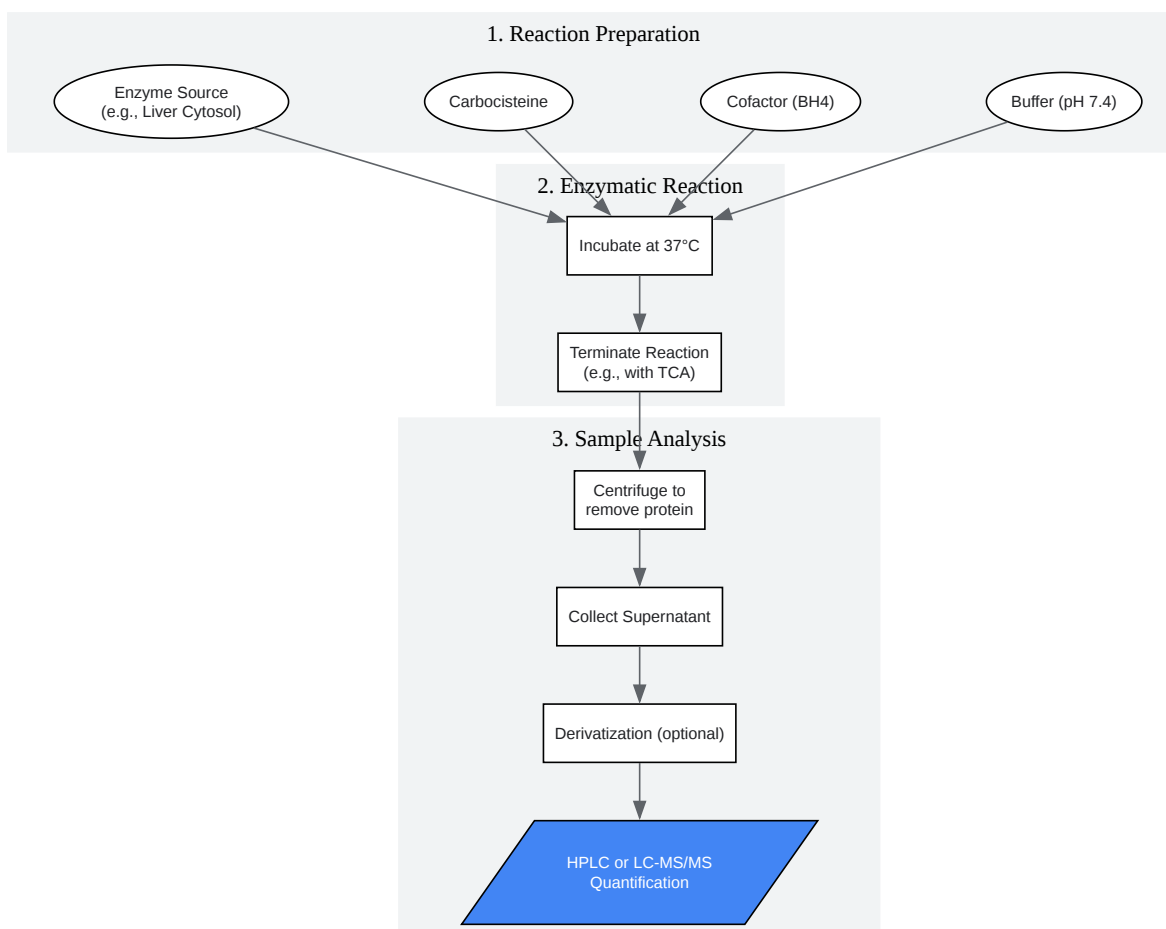 1. Reaction Preparation
Enzyme Source
(e.g., Liver Cytosol)
Carbocisteine
Cofactor (BH4)
Buffer (pH 7.4)
2. Enzymatic Reaction
Incubate at 37°C
Terminate Reaction
(e.g., with TCA)
3. Sample Analysis
Centrifuge to
remove protein
Collect Supernatant
Derivatization (optional)
HPLC or LC-MS/MS
Quantification